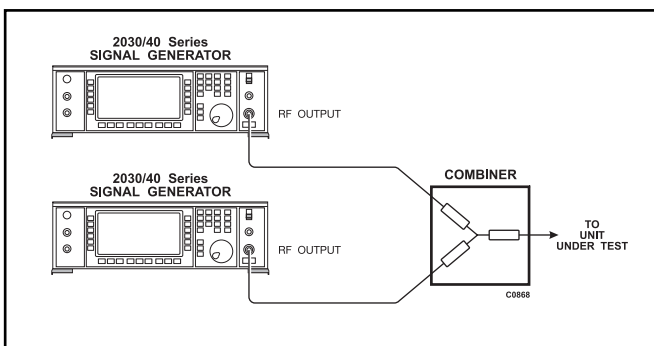 2030/40 Series
SIGNAL GENERATOR
RF OUTPUT
2030/40 Series
SIGNAL GENERATOR
RF OUTPUT
COMBINER
TO
UNIT
UNDER TEST
C0868